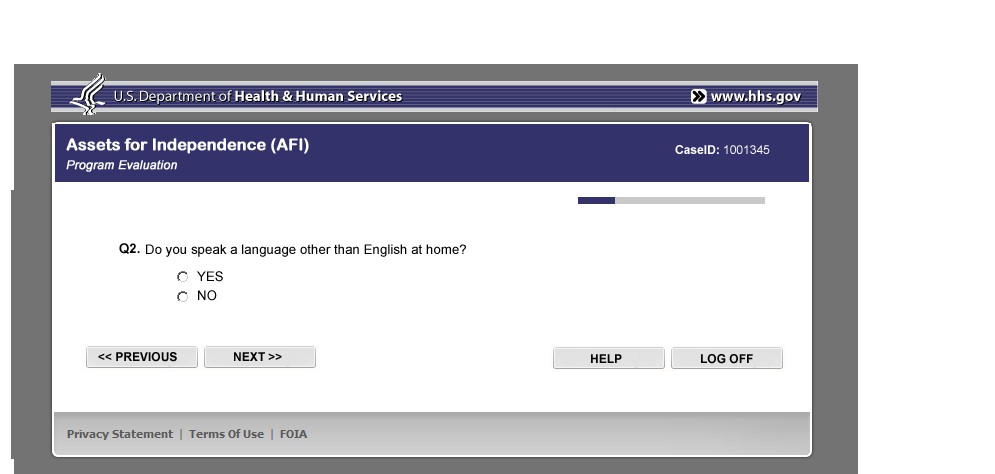 U.S. Department of Health & Human Services
www.hhs.gov
Assets for Independence (AFI)
CaseID: 1001345
Program Evaluation
Q2. Do you speak a language other than English at home?
YES
NO
<< PREVIOUS NEXT >> HELP LOG OFF
Privacy Statement | Terms Of Use | FOIA